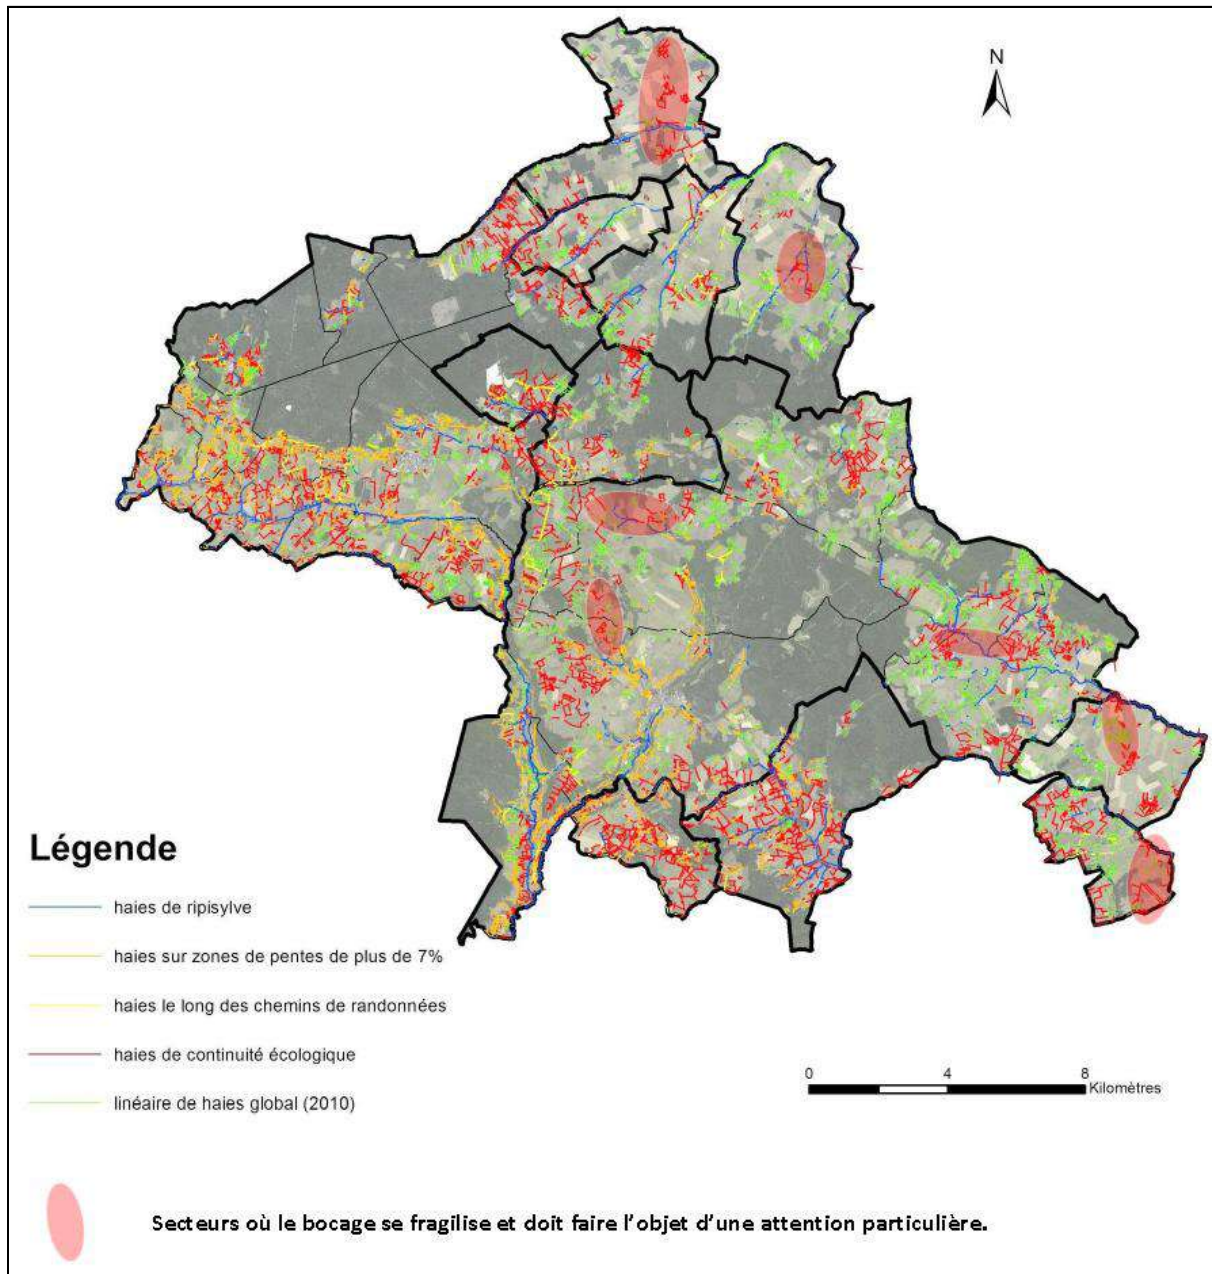 N
Légende
haies de ripisylve
haies sur zones de pentes de plus de 7%
haies le long des chemins de randonnées
haies de continuité écologique
linéaire de haies global (2010)
0 4 8
Kilomètres
Secteurs où le bocage se fragilise et doit faire l'objet d'une attention particulière.